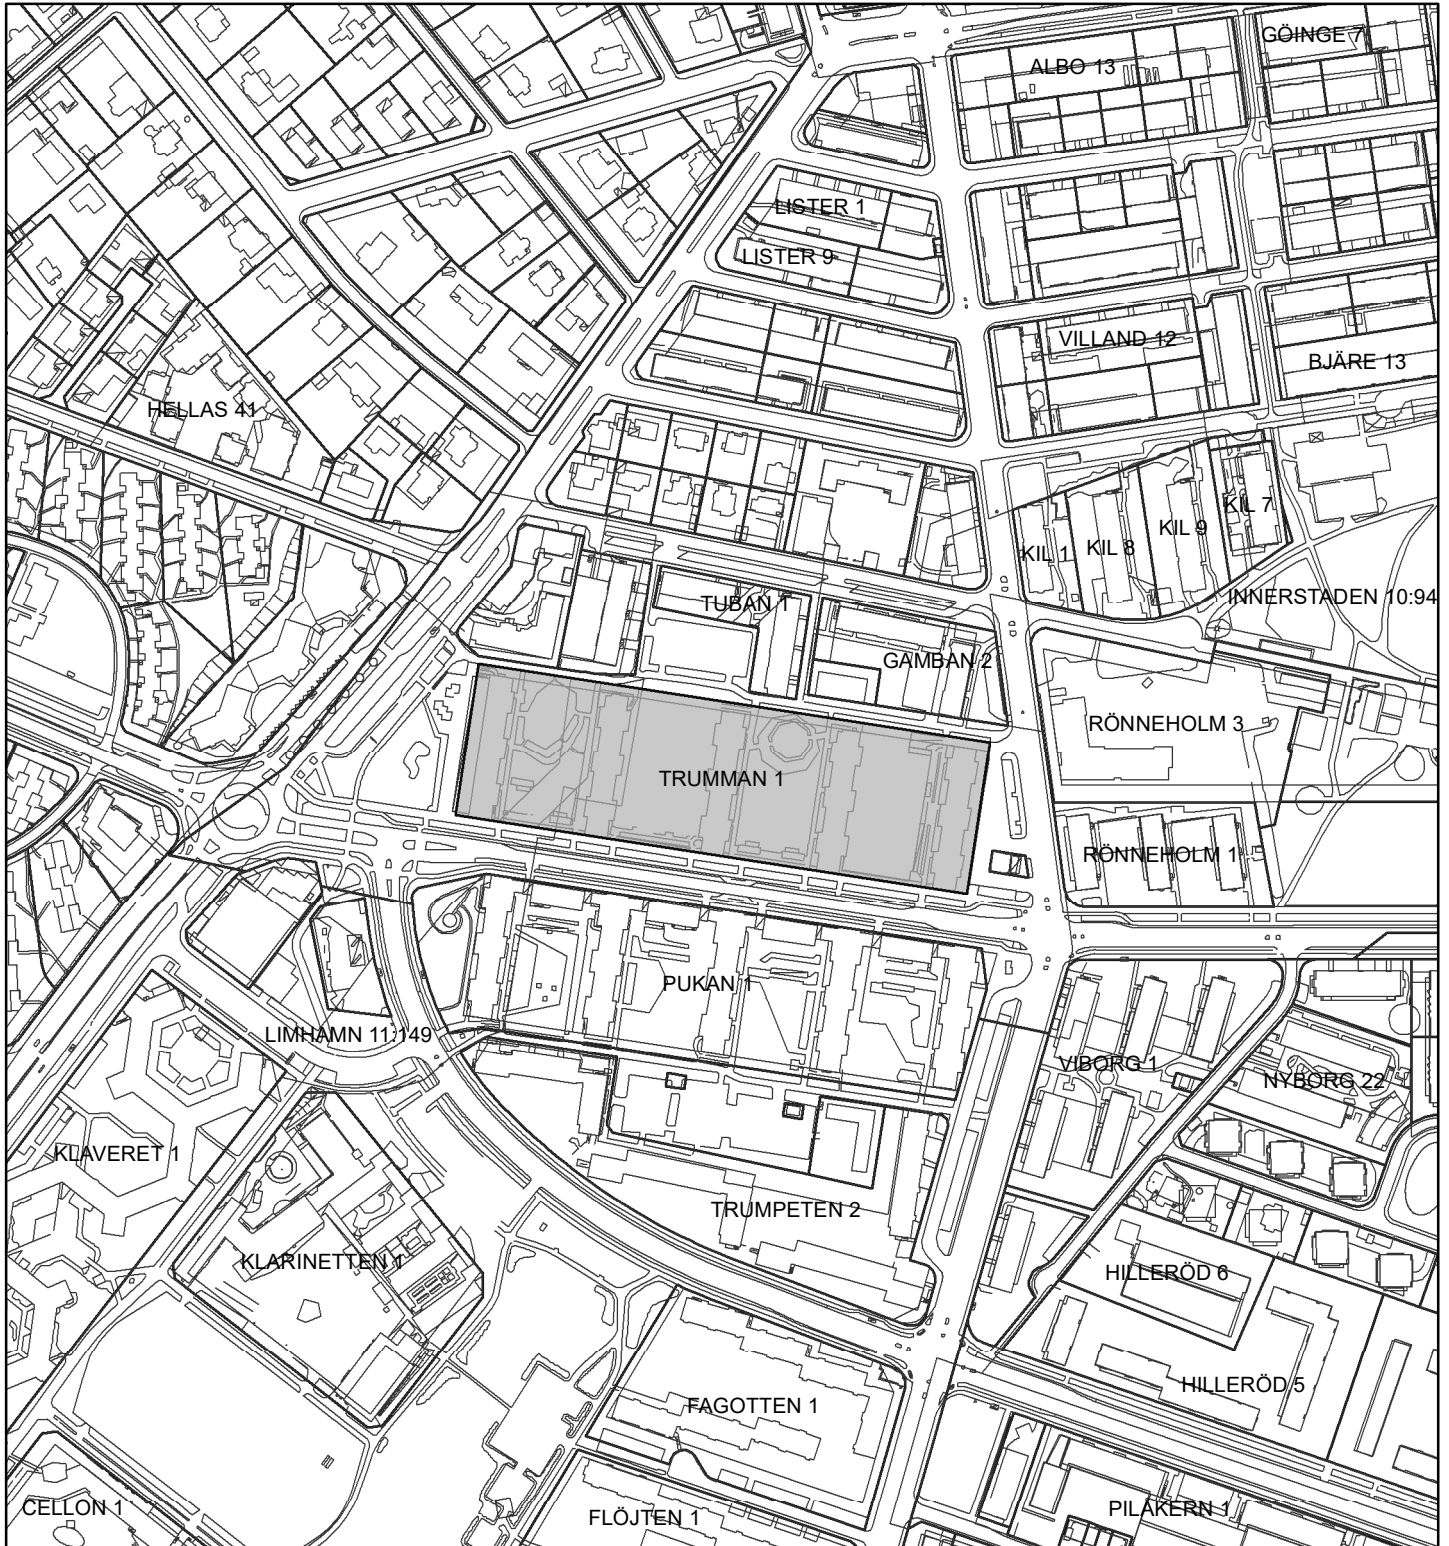 GÖINGE 7
ALBO 13
LISTER 1
LISTER 9
VILLAND 12
BJÄRE 13
HELLAS 41
KIL 7
KIL 9
KIL 8
KIL 1
INNERSTADEN 10:94
TUBAN 1
GAMBAN 2
RÖNNEHOLM 3
TRUMMAN 1
RÖNNEHOLM 1
PUKAN 1
LIMHAMN 11:149
VIBORG 1
NYBORG 22
KLAVERET 1
TRUMPETEN 2
KLARINETTEN 1
HILLERÖD 6
HILLERÖD 5
FAGOTTEN 1
CELLON 1
FLÖJTEN 1
PILÅKERN 1